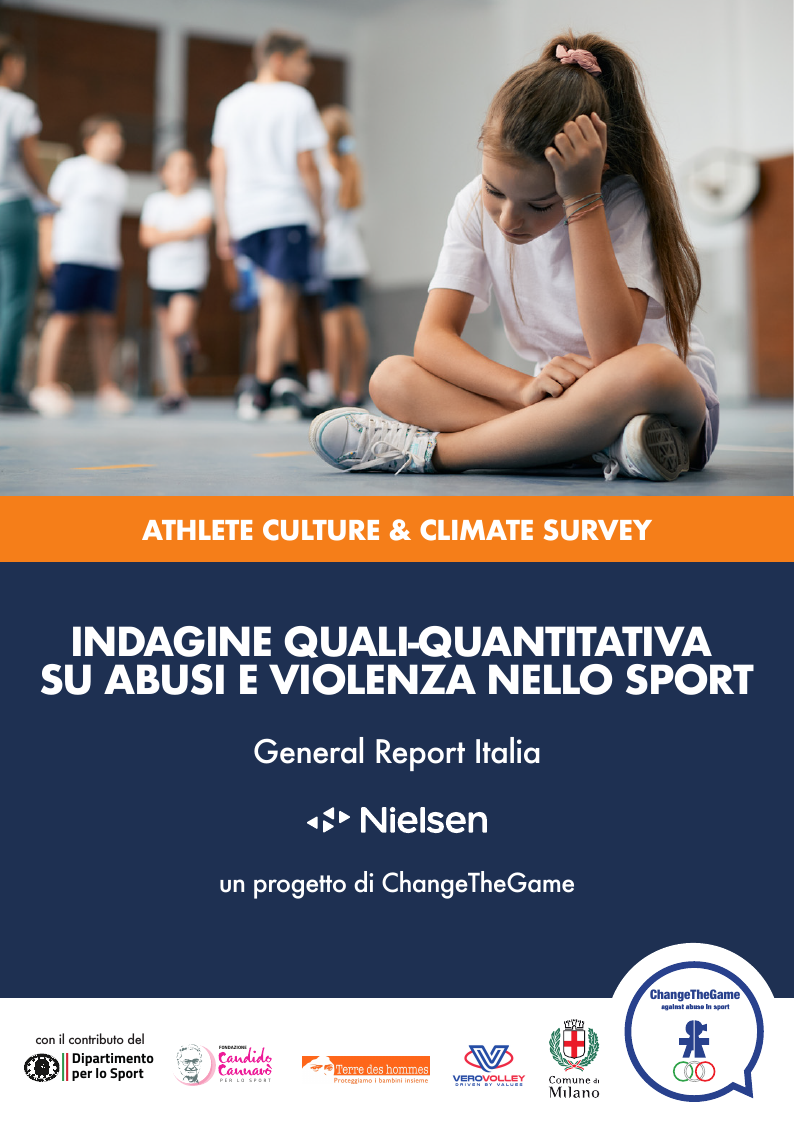 ATHLETE CULTURE & CLIMATE SURVEY
INDAGINE QUALI-QUANTITATIVA
SU ABUSI E VIOLENZA NELLO SPORT
General Report Italia
Nielsen
un progetto di ChangeTheGame
ChangeTheGame
against abuse in sport
con il contributo del
Dipartimento
per lo Sport
FONDAZIONE
Candido
Cannavò
PER LO SPORT
Terre des hommes
Proteggiamo i bambini insieme
VEROVOLLEY
DRIVEN BY VALUES
Comune di
Milano